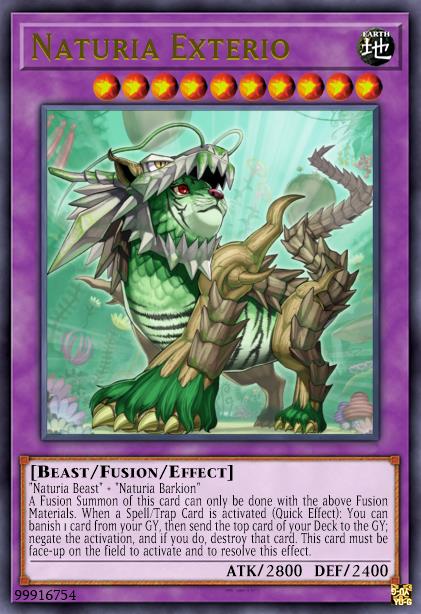 Naturia Exterio
EARTH
地
[Beast/Fusion/Effect]
"Naturia Beast" + "Naturia Barkion"
A Fusion Summon of this card can only be done with the above Fusion
Materials. When a Spell/Trap Card is activated (Quick Effect): You can
banish 1 card from your GY, then send the top card of your Deck to the GY;
negate the activation, and if you do, destroy that card. This card must be
face-up on the field to activate and to resolve this effect.
ATK/2800 DEF/2400
99916754